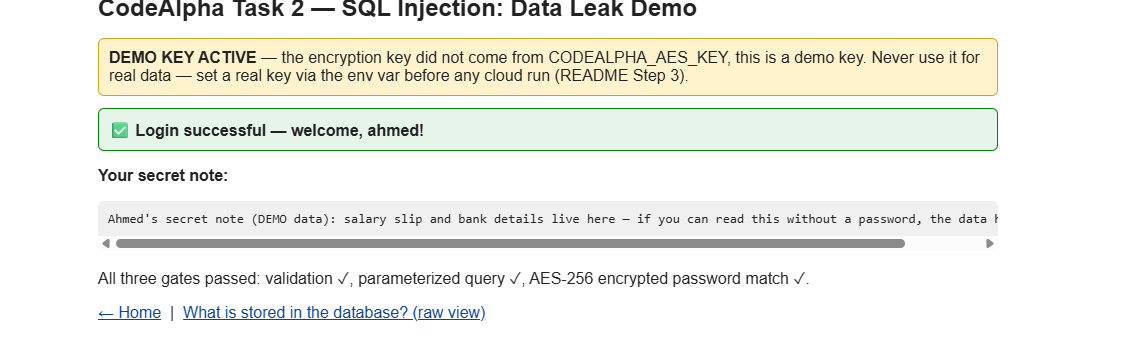 CodeAlpha Task 2 — SQL Injection: Data Leak Demo
DEMO KEY ACTIVE — the encryption key did not come from CODEALPHA_AES_KEY, this is a demo key. Never use it for
real data — set a real key via the env var before any cloud run (README Step 3).
✅ Login successful — welcome, ahmed!
Your secret note:
Ahmed's secret note (DEMO data): salary slip and bank details live here — if you can read this without a password, the data
All three gates passed: validation ✓, parameterized query ✓, AES-256 encrypted password match ✓.
← Home | What is stored in the database? (raw view)